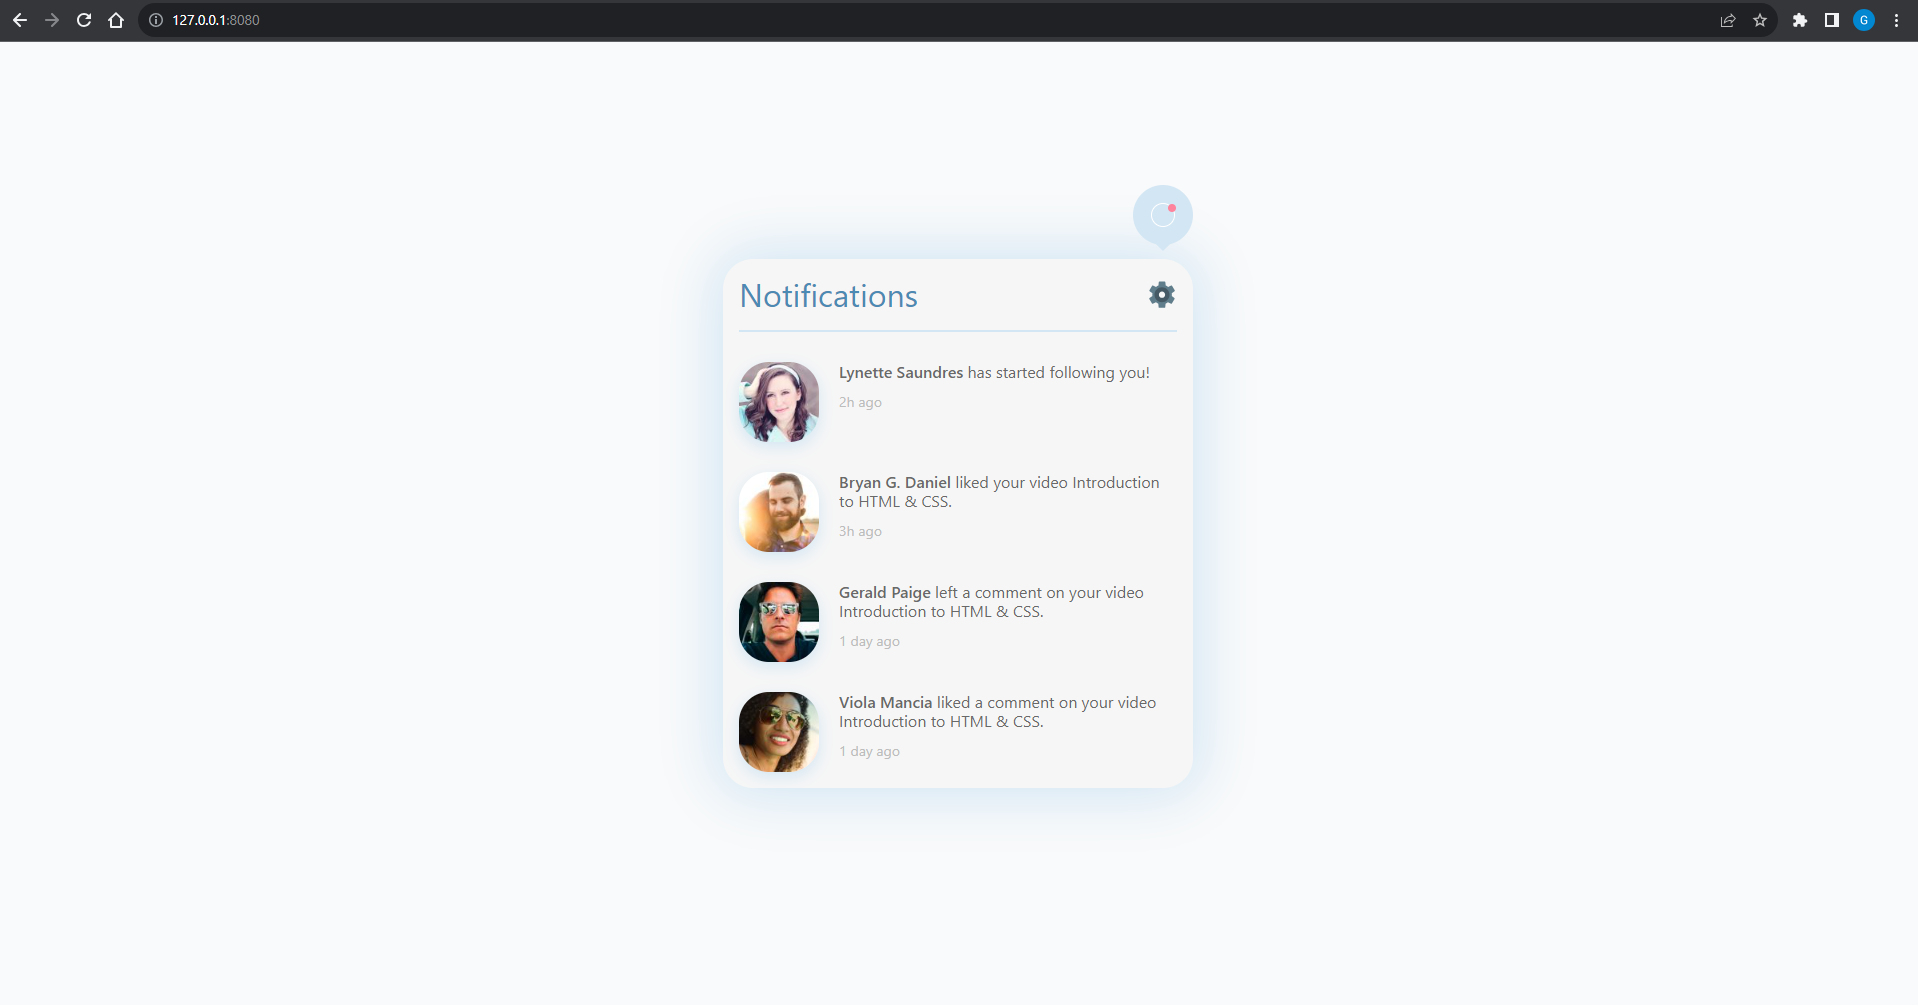 127.0.0.1:8080
G
Notifications
Lynette Saundres has started following you!
2h ago
Bryan G. Daniel liked your video Introduction
to HTML & CSS.
3h ago
Gerald Paige left a comment on your video
Introduction to HTML & CSS.
1 day ago
Viola Mancia liked a comment on your video
Introduction to HTML & CSS.
1 day ago